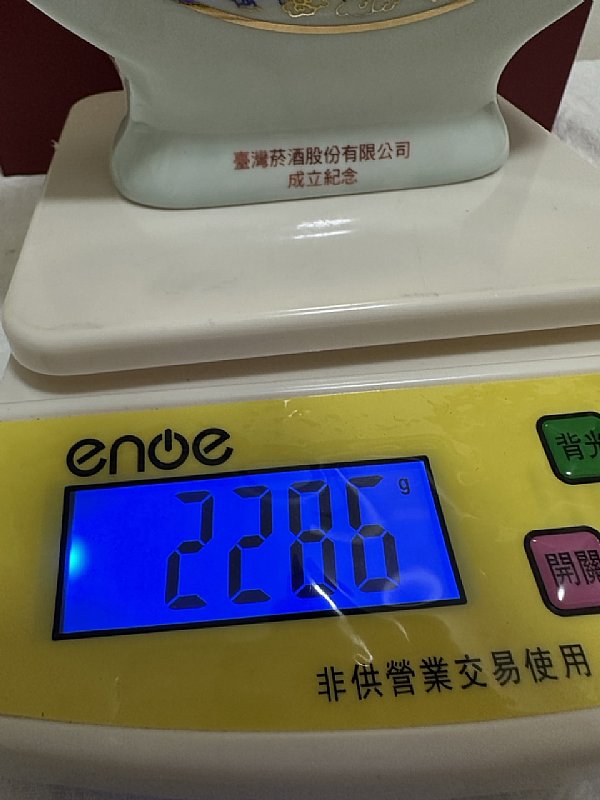 臺灣菸酒股份有限公司
成立紀念
enoe
2286 g
背光
開關
非供營業交易使用